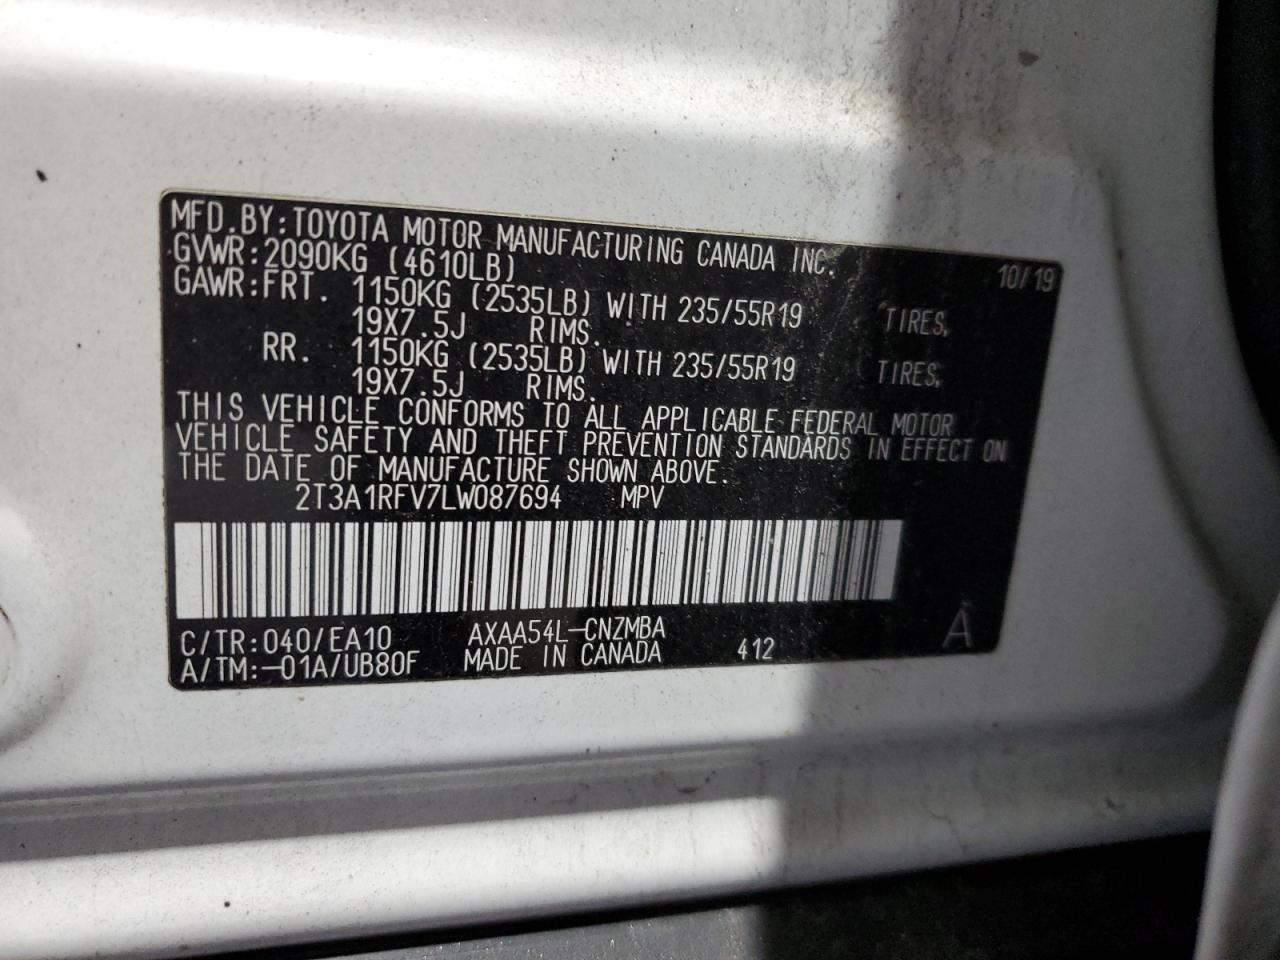 MFD.BY:TOYOTA MOTOR MANUFACTURING CANADA INC. 10/19
GVWR:2090KG (4610LB)
GAWR:FRT. 1150KG (2535LB) WITH 235/55R19 TIRES,
19X7.5J RIMS.
RR. 1150KG (2535LB) WITH 235/55R19 TIRES,
19X7.5J RIMS.
THIS VEHICLE CONFORMS TO ALL APPLICABLE FEDERAL MOTOR
VEHICLE SAFETY AND THEFT PREVENTION STANDARDS IN EFFECT ON
THE DATE OF MANUFACTURE SHOWN ABOVE.
2T3A1RFV7LW087694 MPV
C/TR:040/EA10 AXAA54L-CNZMBA
A/TM:-01A/UB80F MADE IN CANADA 412 A